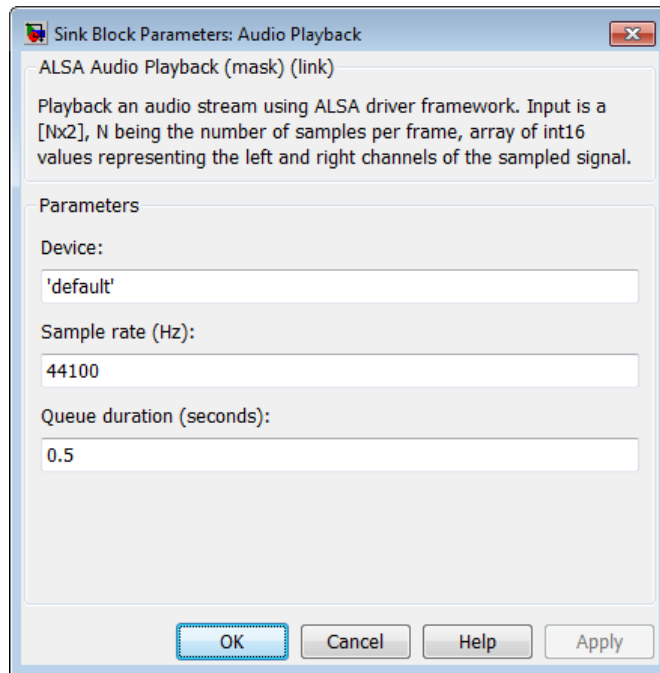 Sink Block Parameters: Audio Playback
ALSA Audio Playback (mask) (link)
Playback an audio stream using ALSA driver framework. Input is a
[Nx2], N being the number of samples per frame, array of int16
values representing the left and right channels of the sampled signal.
Parameters
Device:
'default'
Sample rate (Hz):
44100
Queue duration (seconds):
0.5
OK Cancel Help Apply